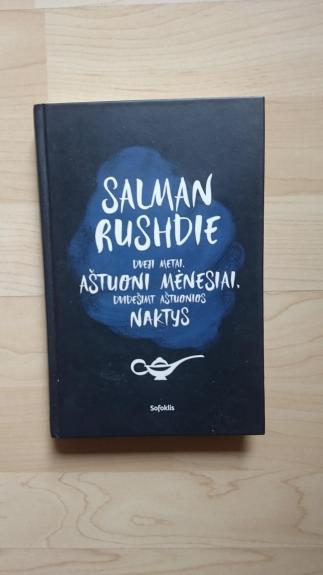 SALMAN
RUSHDIE
DVEJI METAI,
AŠTUONI MĖNESIAI,
DVIDEŠIMT AŠTUONIOS
NAKTYS
Sofoklis